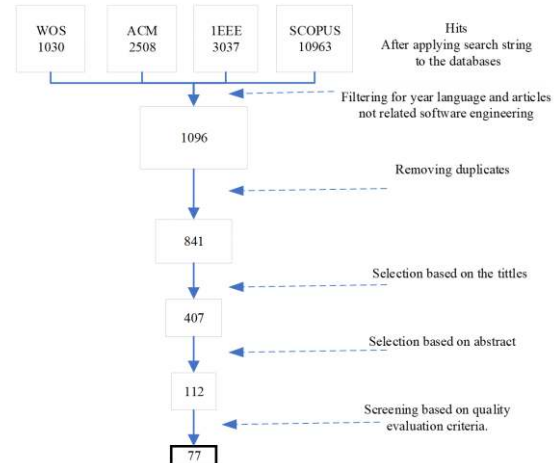 WOS
1030
ACM
2508
1EEE
3037
SCOPUS
10963
Hits
After applying search string
to the databases
Filtering for year language and articles
not related software engineering
1096
Removing duplicates
841
Selection based on the tittles
407
Selection based on abstract
112
Screening based on quality
evaluation criteria.
77